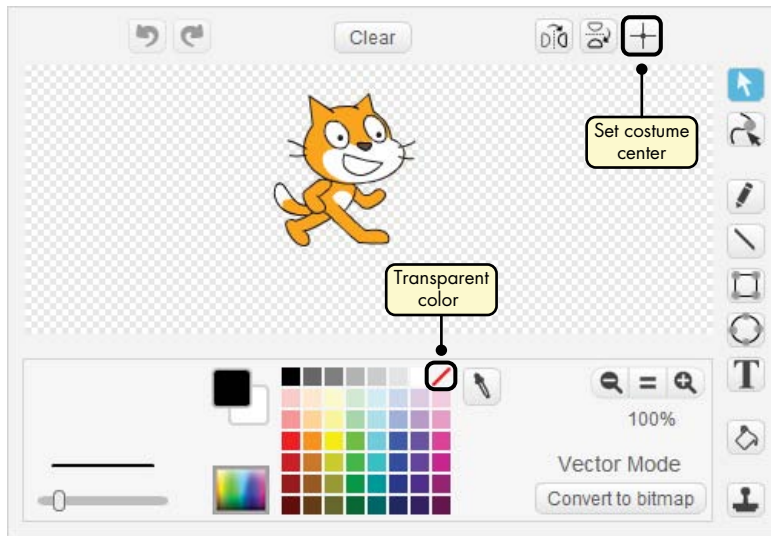 Clear
Set costume
center
Transparent
color
T
100%
Vector Mode
Convert to bitmap